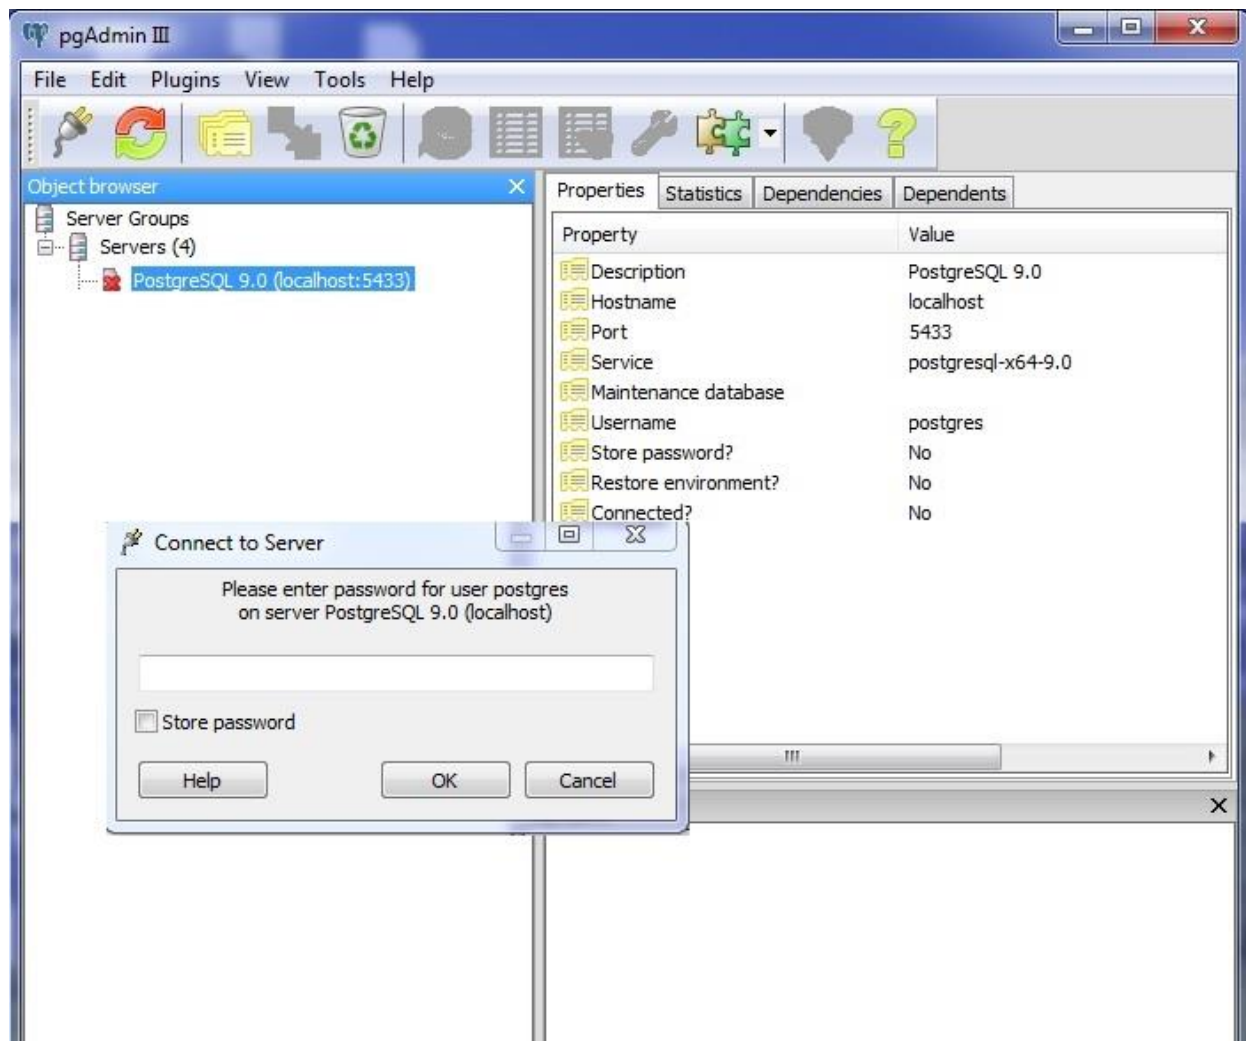 pgAdmin III
File Edit Plugins View Tools Help
Object browser
Server Groups
Servers (4)
PostgreSQL 9.0 (localhost:5433)
Properties Statistics Dependencies Dependents
Property Value
Description PostgreSQL 9.0
Hostname localhost
Port 5433
Service postgresql-x64-9.0
Maintenance database
Username postgres
Store password? No
Restore environment? No
Connected? No
Connect to Server
Please enter password for user postgres
on server PostgreSQL 9.0 (localhost)
Store password
Help OK Cancel